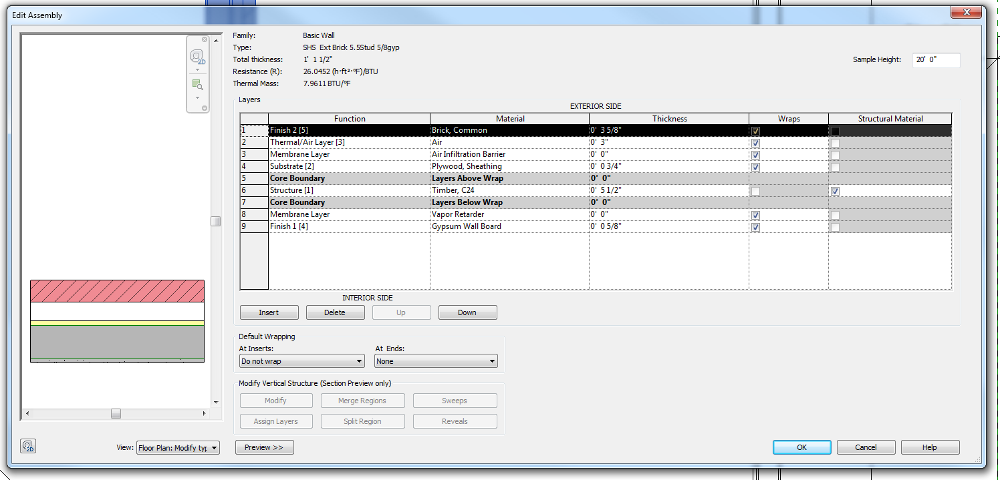 Edit Assembly
Family: Basic Wall
Type: SHS Ext Brick 5.5Stud 5/8gyp
Total thickness: 1' 1 1/2"
Resistance (R): 26.0452 (h·ft²·°F)/BTU
Thermal Mass: 7.9611 BTU/°F
Sample Height: 20' 0"
Layers
EXTERIOR SIDE
Function Material Thickness Wraps Structural Material
1 Finish 2 [5] Brick, Common 0' 3 5/8"
2 Thermal/Air Layer [3] Air 0' 3"
3 Membrane Layer Air Infiltration Barrier 0' 0"
4 Substrate [2] Plywood, Sheathing 0' 0 3/4"
5 Core Boundary Layers Above Wrap 0' 0"
6 Structure [1] Timber, C24 0' 5 1/2"
7 Core Boundary Layers Below Wrap 0' 0"
8 Membrane Layer Vapor Retarder 0' 0"
9 Finish 1 [4] Gypsum Wall Board 0' 0 5/8"
INTERIOR SIDE
Insert Delete Up Down
Default Wrapping
At Inserts: At Ends:
Do not wrap None
Modify Vertical Structure (Section Preview only)
Modify Merge Regions Sweeps
Assign Layers Split Region Reveals
2D
2D
View: Floor Plan: Modify typ Preview >> OK Cancel Help